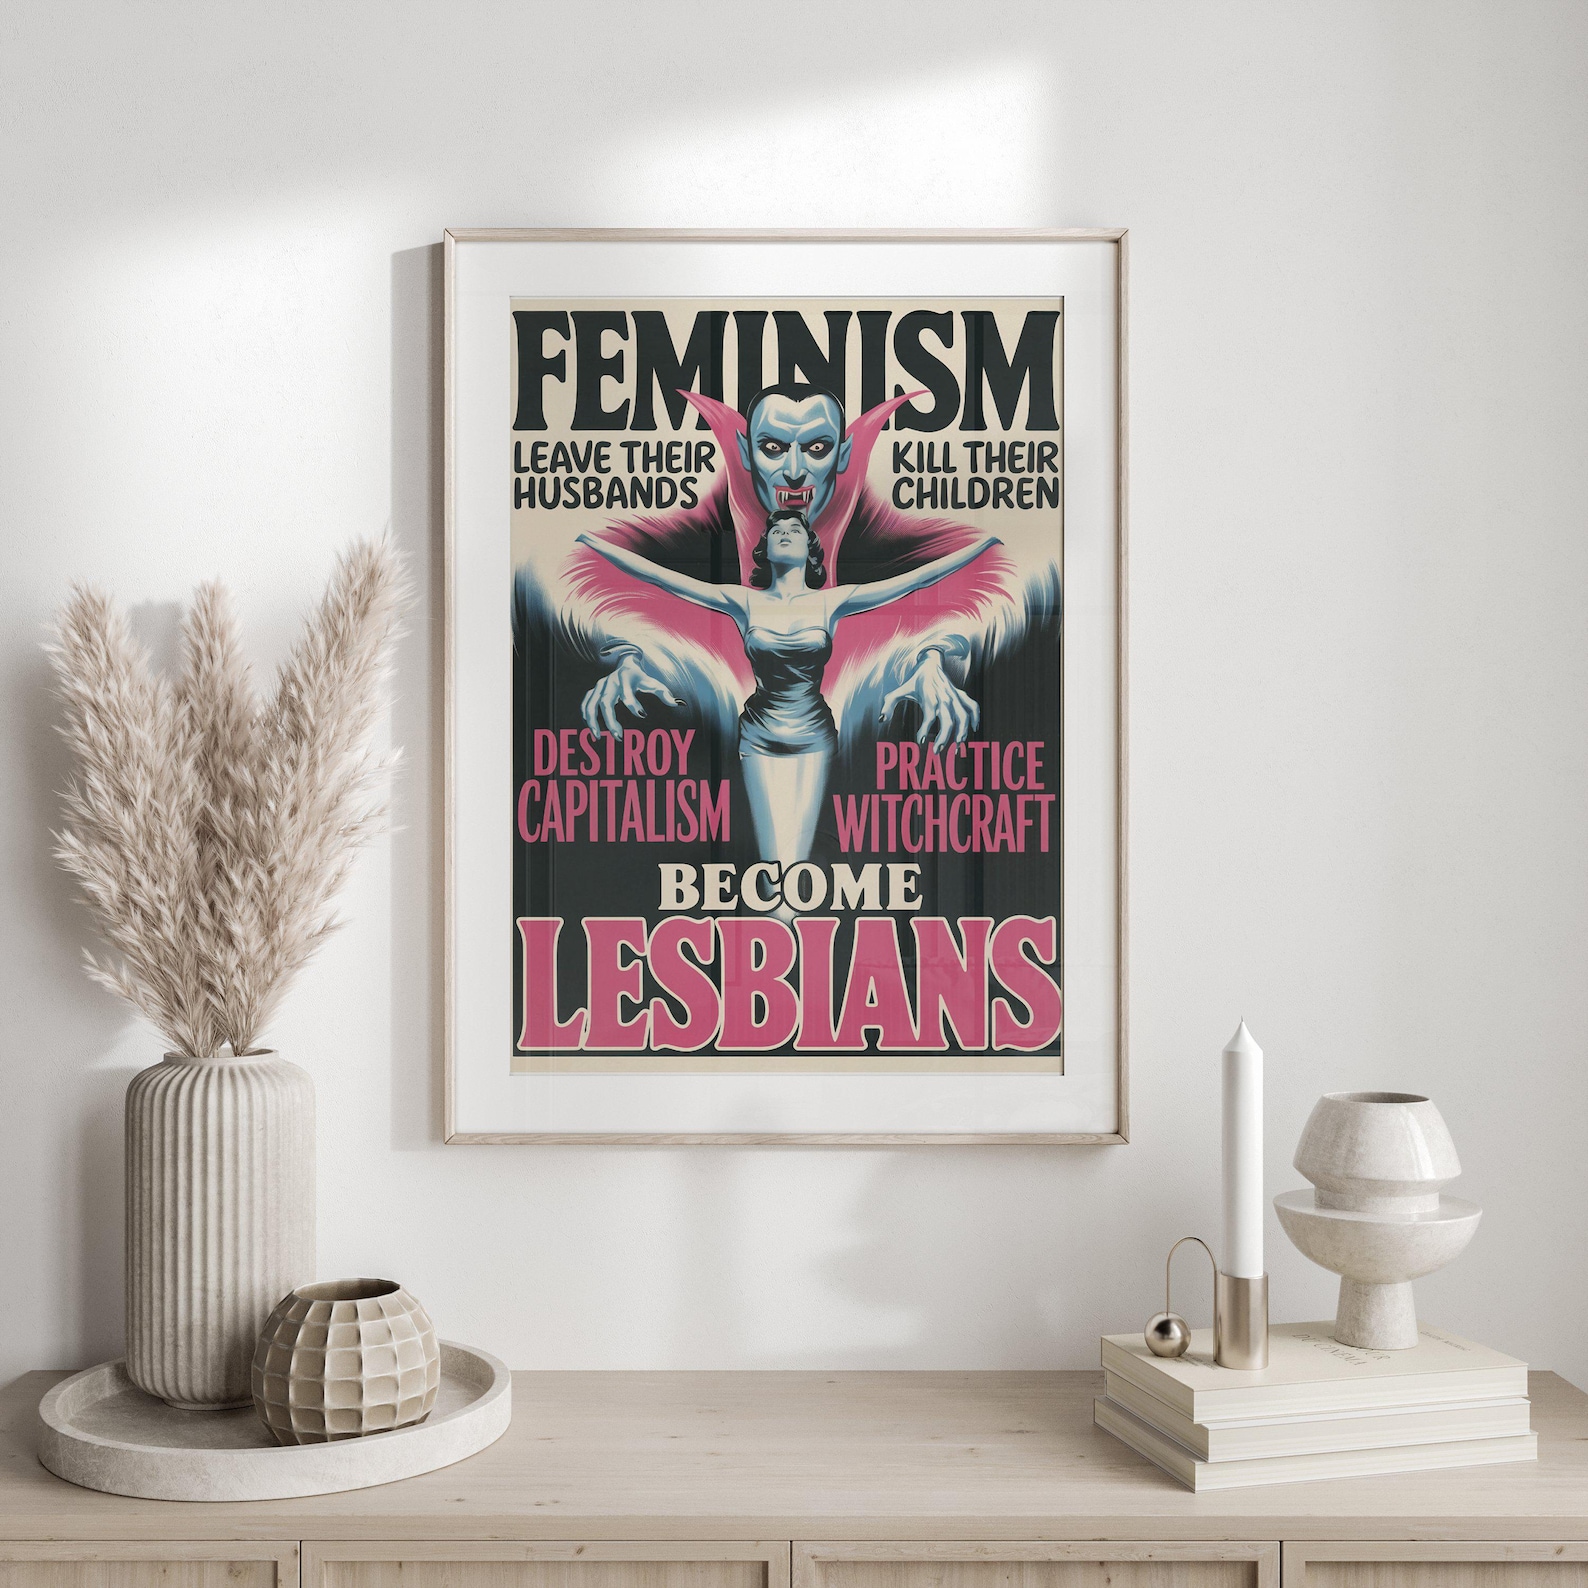 FEMINISM
LEAVE THEIR
HUSBANDS
KILL THEIR
CHILDREN
DESTROY
CAPITALISM
PRACTICE
WITCHCRAFT
BECOME
LESBIANS